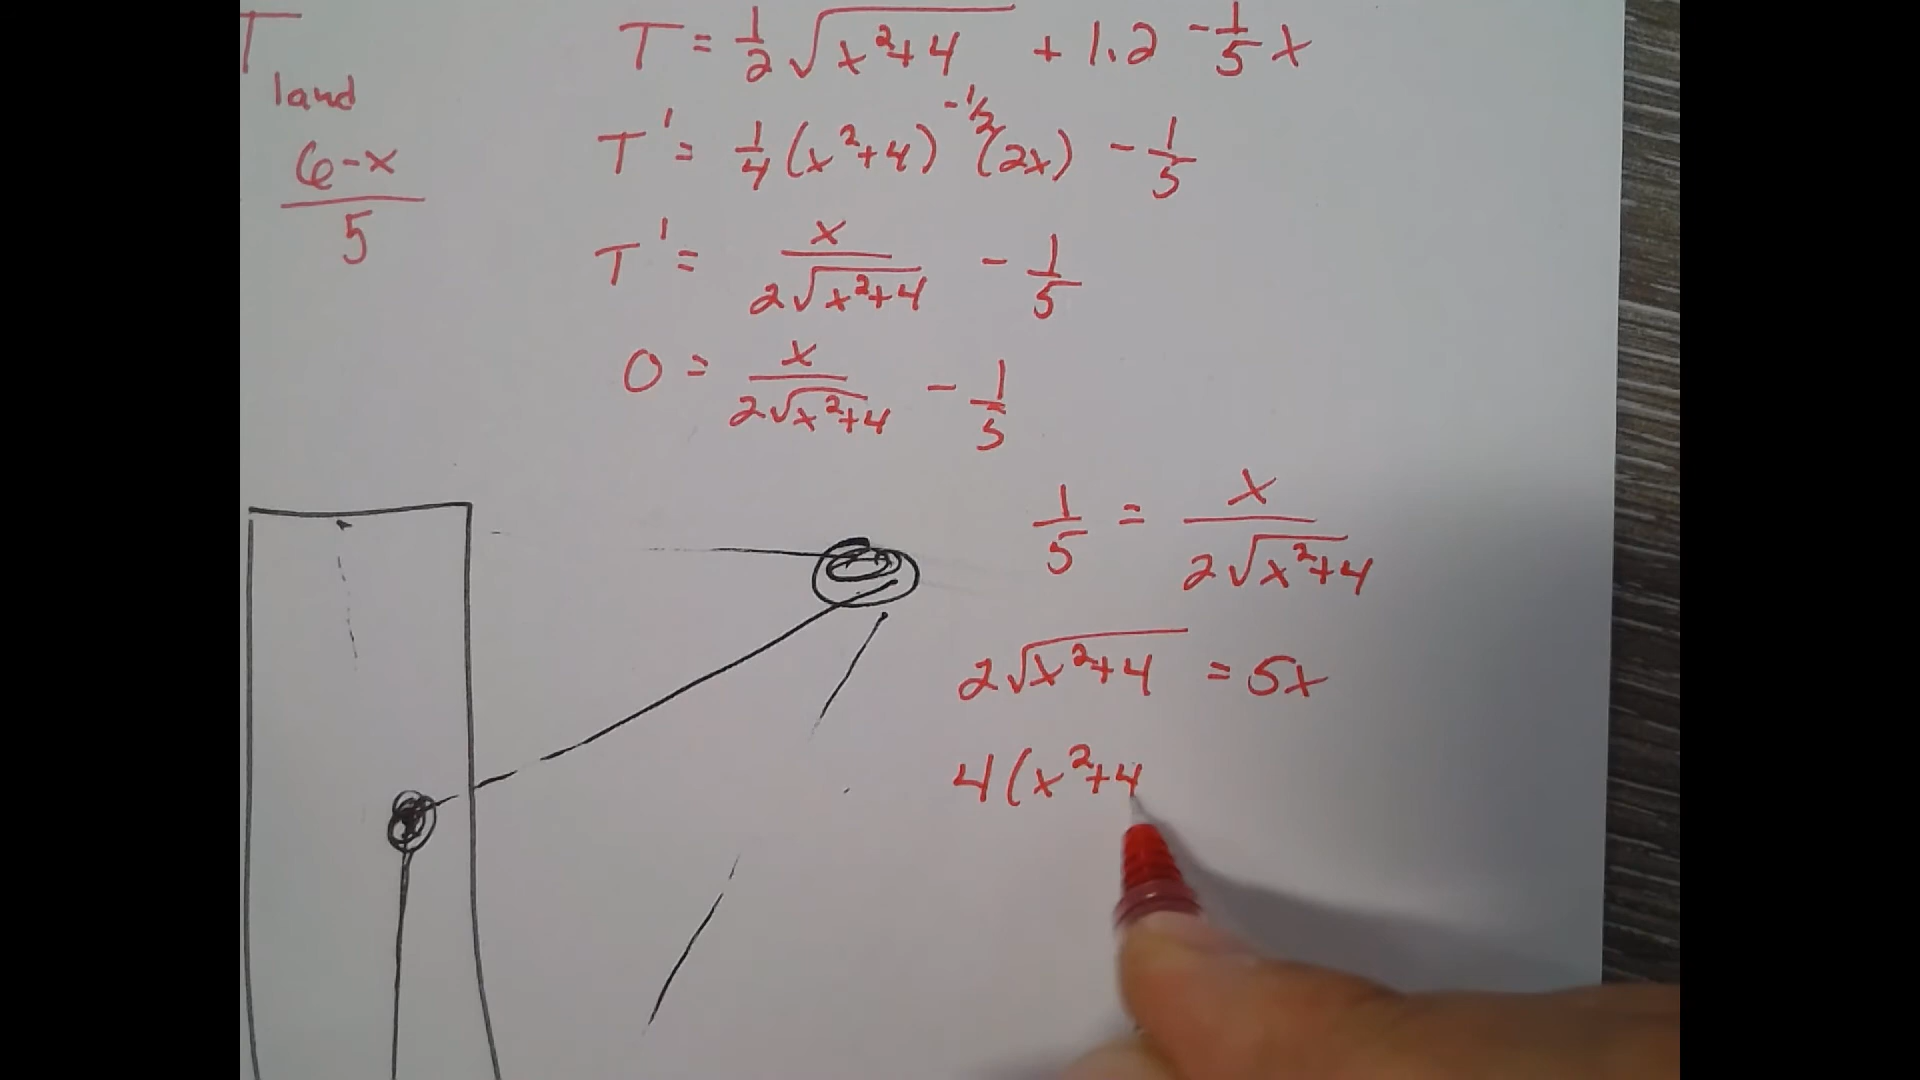 T land
6-x/5
T = 1/2 √(x²+4) + 1.2 - 1/5 x
T' = 1/4 (x²+4)^(-1/2) (2x) - 1/5
T' = x/(2√(x²+4)) - 1/5
0 = x/(2√(x²+4)) - 1/5
1/5 = x/(2√(x²+4))
2√(x²+4) = 5x
4(x²+4